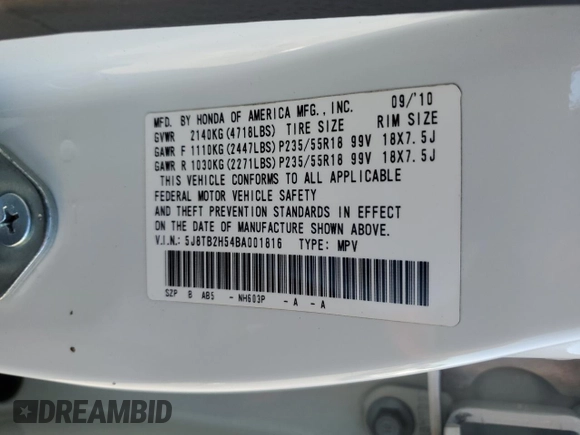 MFD. BY HONDA OF AMERICA MFG., INC. 09/'10
GVWR 2140KG(4718LBS) TIRE SIZE RIM SIZE
GAWR F 1110KG(2447LBS)P235/55R18 99V 18X7.5J
GAWR R 1030KG(2271LBS)P235/55R18 99V 18X7.5J
THIS VEHICLE CONFORMS TO ALL APPLICABLE
FEDERAL MOTOR VEHICLE SAFETY
AND THEFT PREVENTION STANDARDS IN EFFECT
ON THE DATE OF MANUFACTURE SHOWN ABOVE.
V.I.N.: 5J8TB2H54BA001816 TYPE: MPV
SZP B AB5 -NH603P -A -A
DREAMBID